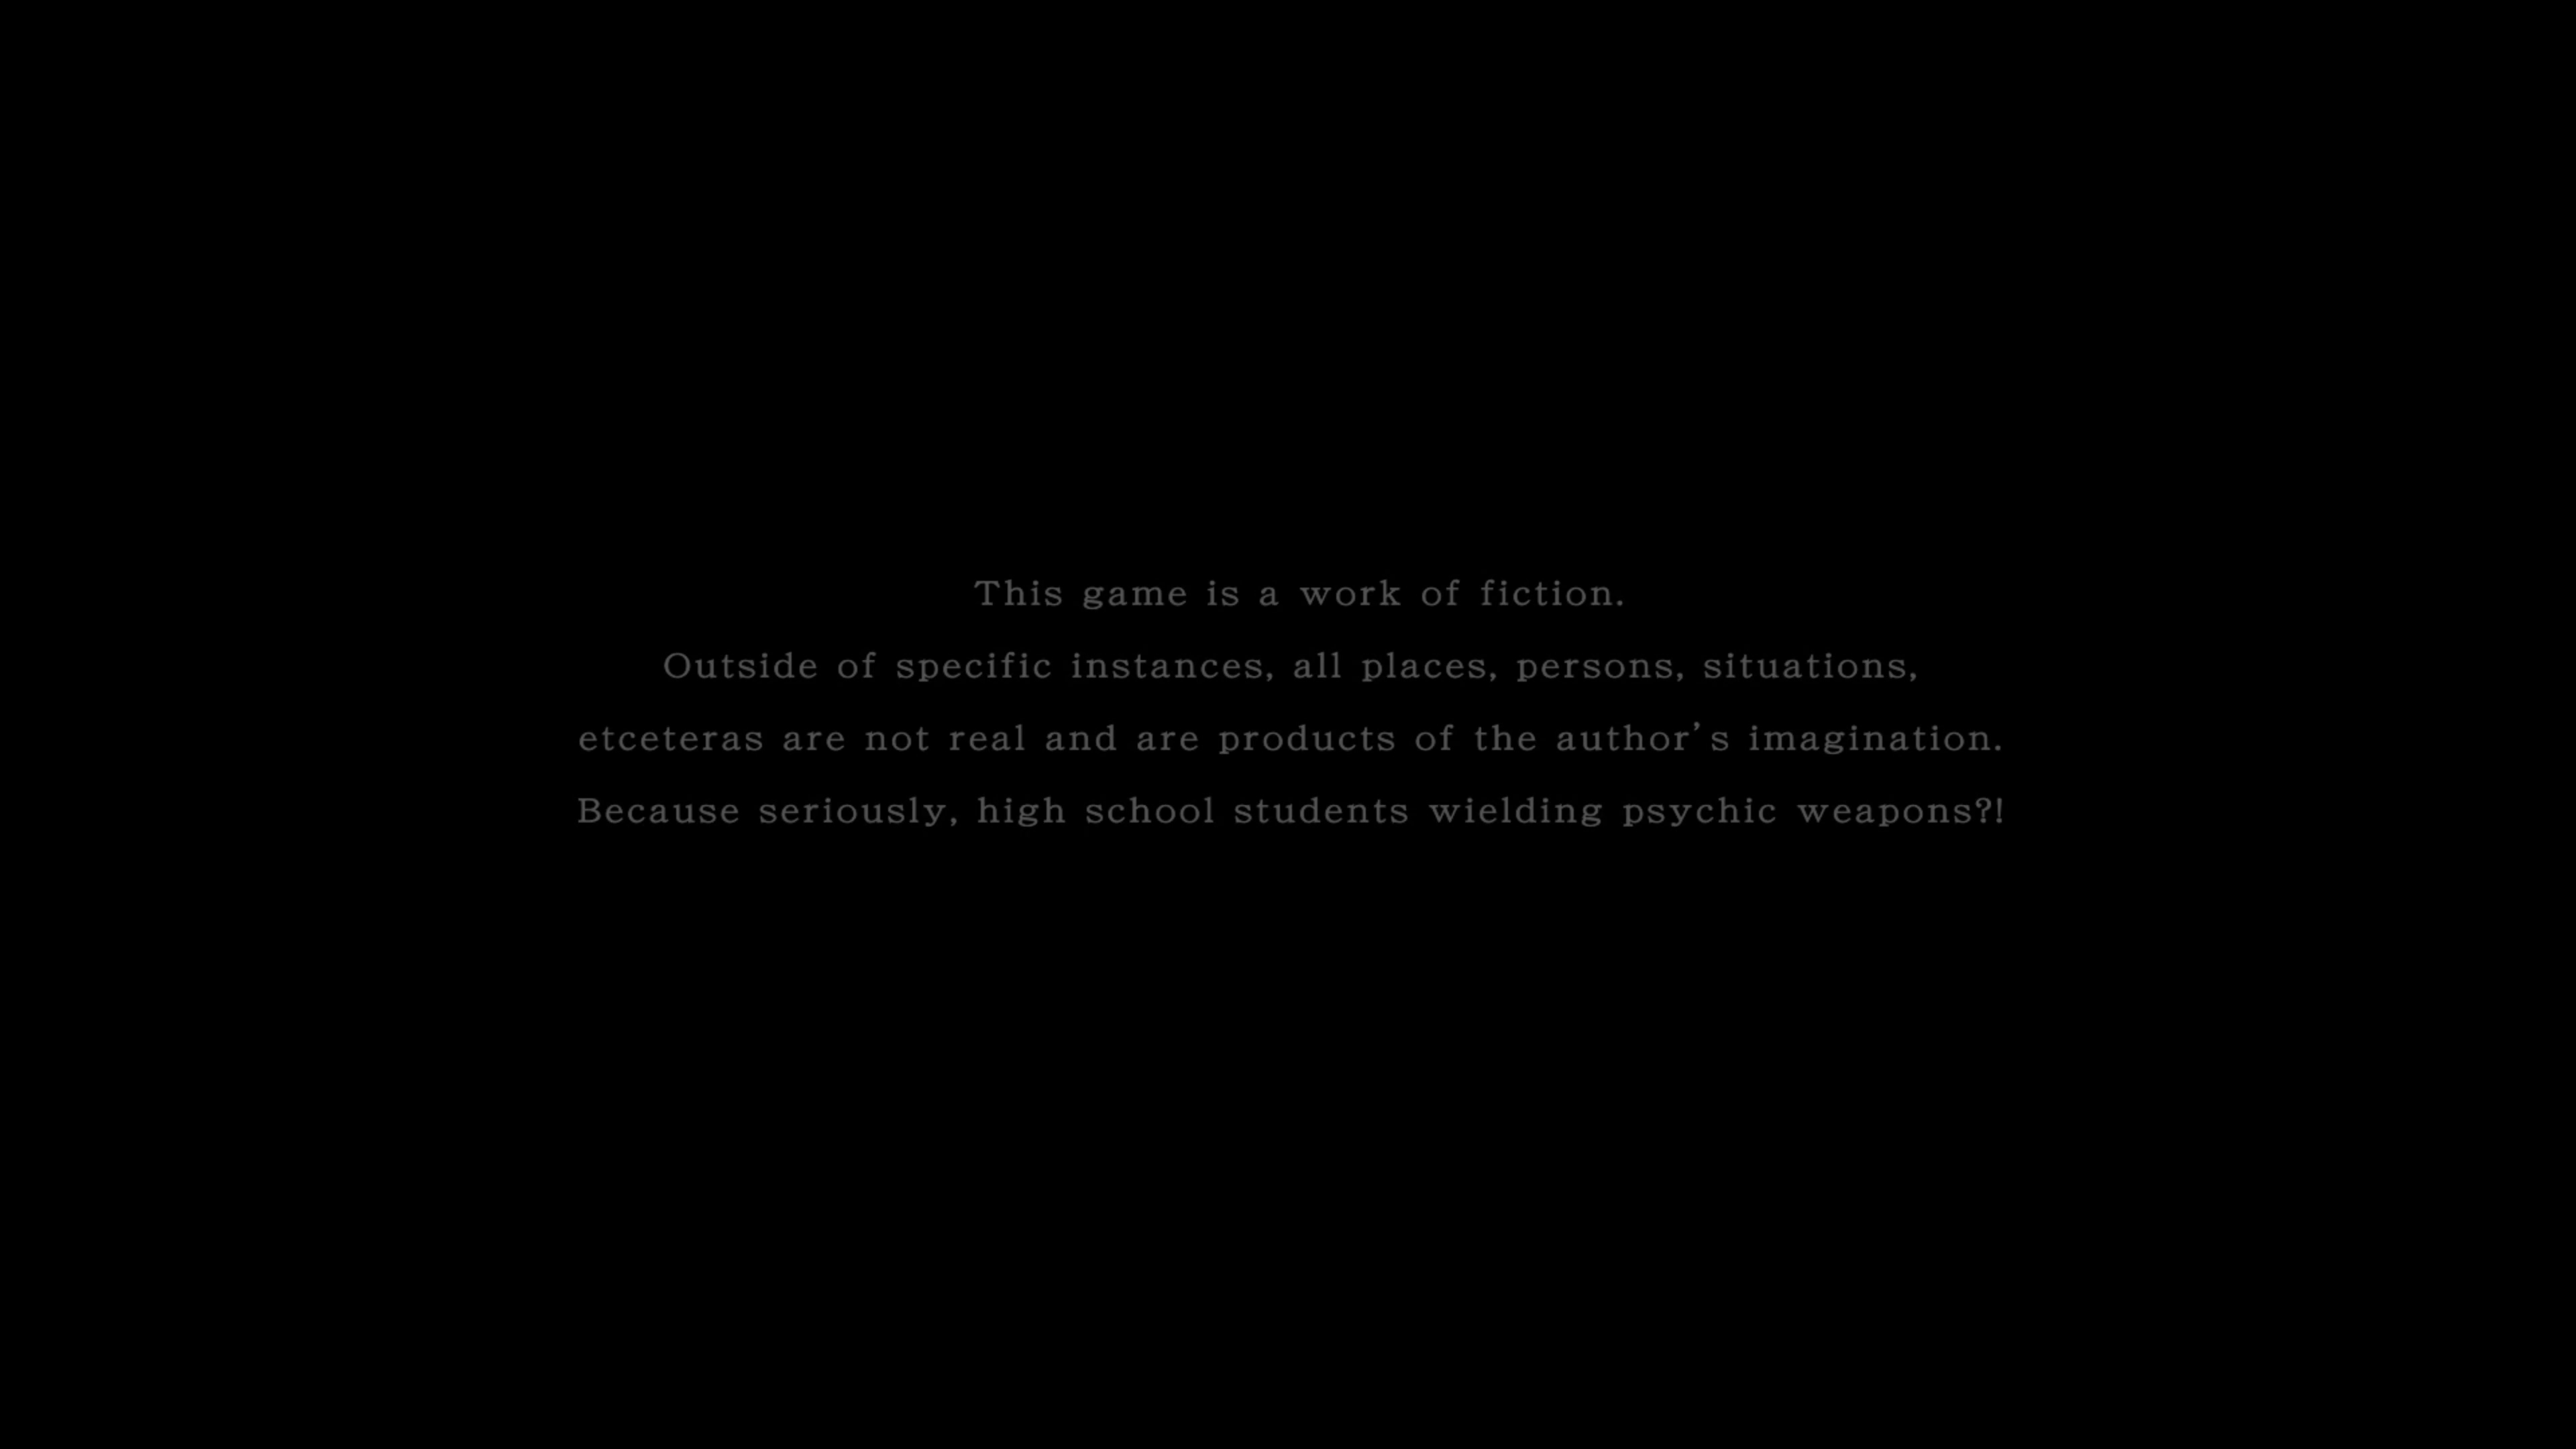 This game is a work of fiction.
Outside of specific instances, all places, persons, situations,
etceteras are not real and are products of the author’s imagination.
Because seriously, high school students wielding psychic weapons?!